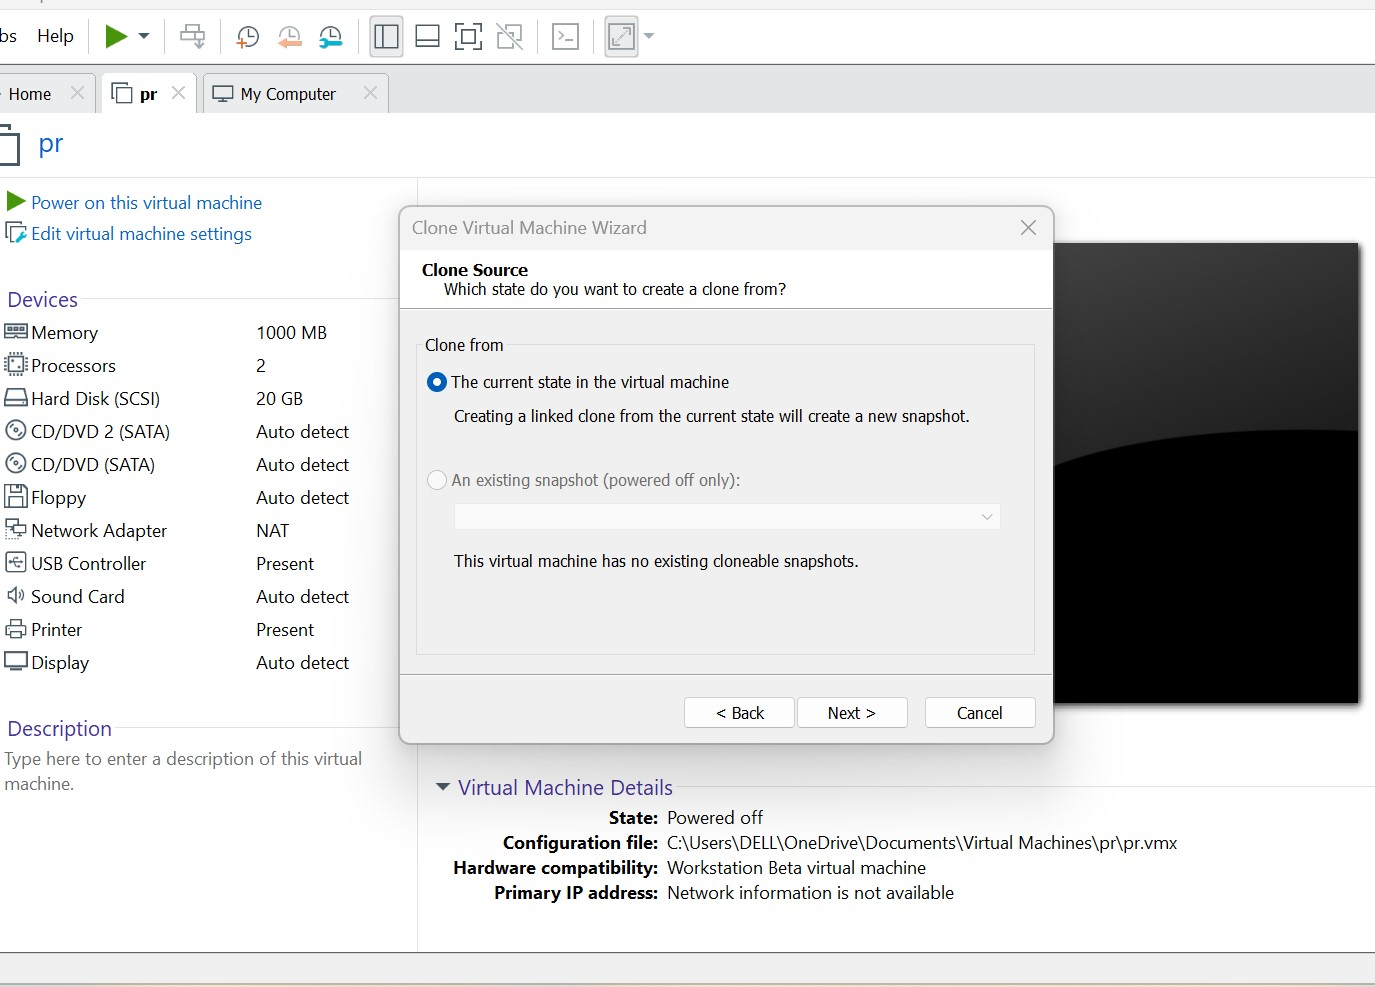 bs Help
Home
pr
My Computer
pr
Power on this virtual machine
Edit virtual machine settings
Devices
Memory 1000 MB
Processors 2
Hard Disk (SCSI) 20 GB
CD/DVD 2 (SATA) Auto detect
CD/DVD (SATA) Auto detect
Floppy Auto detect
Network Adapter NAT
USB Controller Present
Sound Card Auto detect
Printer Present
Display Auto detect
Description
Type here to enter a description of this virtual
machine.
Clone Virtual Machine Wizard
Clone Source
Which state do you want to create a clone from?
Clone from
The current state in the virtual machine
Creating a linked clone from the current state will create a new snapshot.
An existing snapshot (powered off only):
This virtual machine has no existing cloneable snapshots.
< Back Next > Cancel
Virtual Machine Details
State: Powered off
Configuration file: C:\Users\DELL\OneDrive\Documents\Virtual Machines\pr\pr.vmx
Hardware compatibility: Workstation Beta virtual machine
Primary IP address: Network information is not available